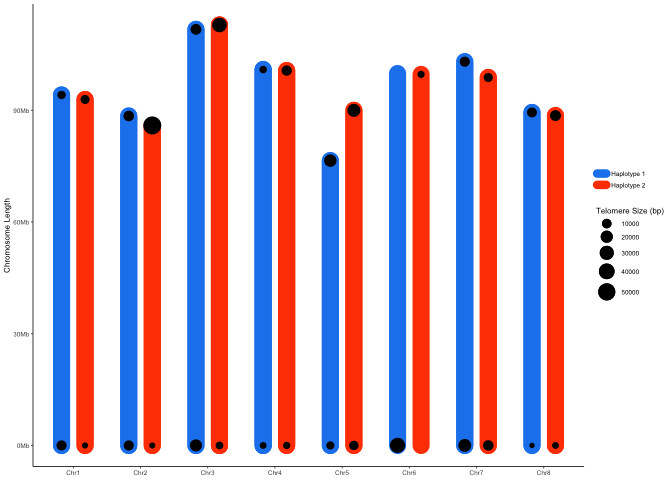 90Mb
60Mb
30Mb
0Mb
Chromosome Length
Chr1 Chr2 Chr3 Chr4 Chr5 Chr6 Chr7 Chr8
Haplotype 1
Haplotype 2
Telomere Size (bp)
10000
20000
30000
40000
50000